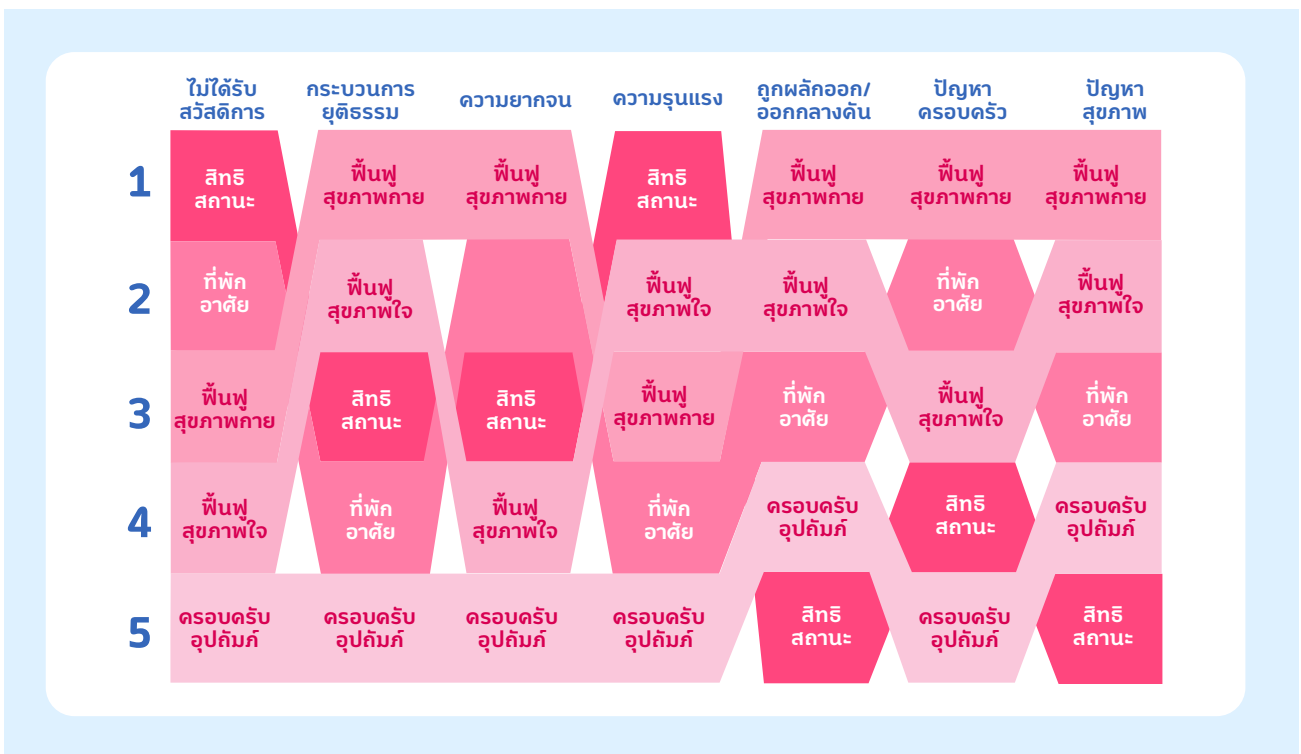 ไม่ได้รับ
สวัสดิการ
กระบวนการ
ยุติธรรม
ความยากจน
ความรุนแรง
ถูกผลักออก/
ออกกลางคัน
ปัญหา
ครอบครัว
ปัญหา
สุขภาพ
1
สิทธิ
สถานะ
ฟื้นฟู
สุขภาพกาย
ฟื้นฟู
สุขภาพกาย
สิทธิ
สถานะ
ฟื้นฟู
สุขภาพกาย
ฟื้นฟู
สุขภาพกาย
ฟื้นฟู
สุขภาพกาย
2
ที่พัก
อาศัย
ฟื้นฟู
สุขภาพใจ
ฟื้นฟู
สุขภาพใจ
ฟื้นฟู
สุขภาพใจ
ที่พัก
อาศัย
ฟื้นฟู
สุขภาพใจ
3
ฟื้นฟู
สุขภาพกาย
สิทธิ
สถานะ
สิทธิ
สถานะ
ฟื้นฟู
สุขภาพกาย
ที่พัก
อาศัย
ฟื้นฟู
สุขภาพใจ
ที่พัก
อาศัย
4
ฟื้นฟู
สุขภาพใจ
ที่พัก
อาศัย
ฟื้นฟู
สุขภาพใจ
ที่พัก
อาศัย
ครอบครับ
อุปถัมภ์
สิทธิ
สถานะ
ครอบครับ
อุปถัมภ์
5
ครอบครับ
อุปถัมภ์
ครอบครับ
อุปถัมภ์
ครอบครับ
อุปถัมภ์
ครอบครับ
อุปถัมภ์
สิทธิ
สถานะ
ครอบครับ
อุปถัมภ์
สิทธิ
สถานะ